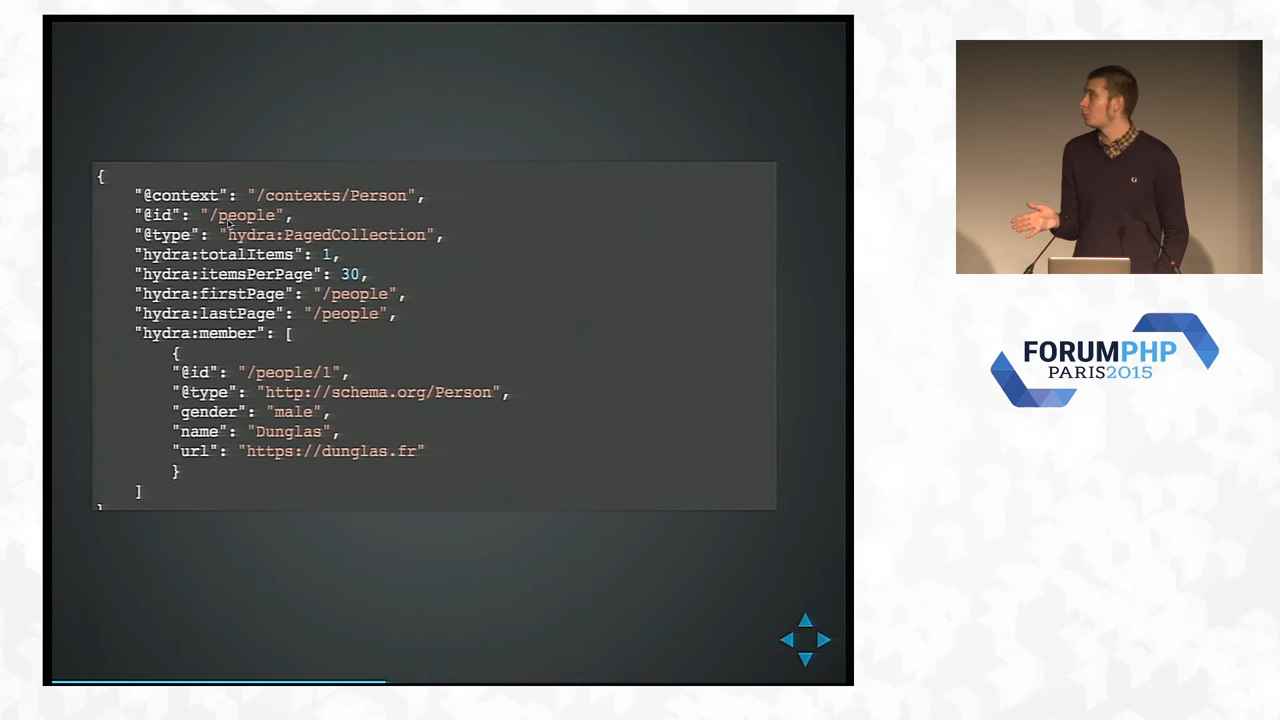 {
"@context": "/contexts/Person",
"@id": "/people",
"@type": "hydra:PagedCollection",
"hydra:totalItems": 1,
"hydra:itemsPerPage": 30,
"hydra:firstPage": "/people",
"hydra:lastPage": "/people",
"hydra:member": [
{
"@id": "/people/1",
"@type": "http://schema.org/Person",
"gender": "male",
"name": "Dunglas",
"url": "https://dunglas.fr"
}
]
}
FORUMPHP
PARIS2015